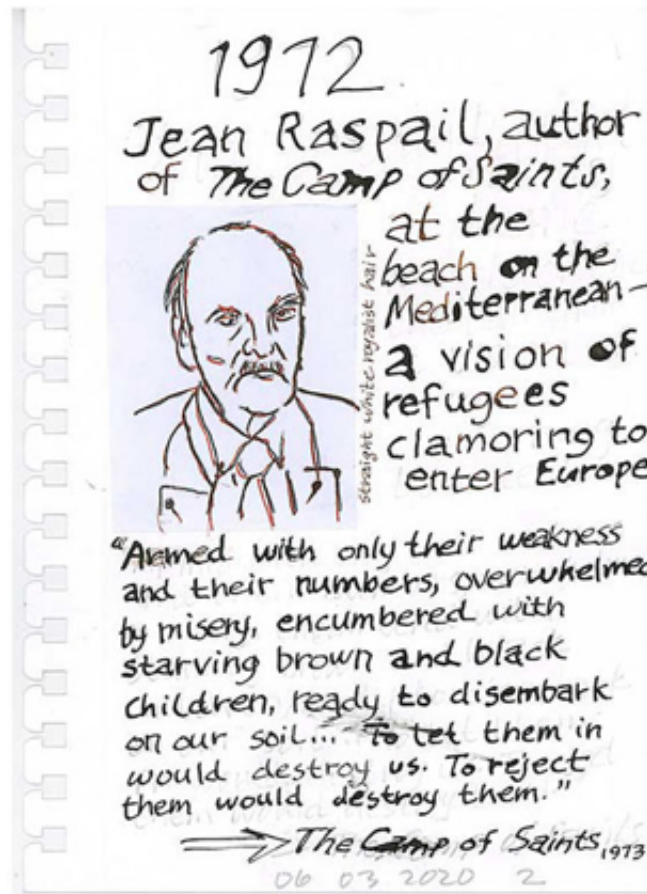 1972
Jean Raspail, author
of The Camp of Saints,
at the
beach on the
Mediterranean—
a vision of
refugees
clamoring to
enter Europe
straight white royalist hair
"Armed with only their weakness
and their numbers, overwhelmed
by misery, encumbered with
starving brown and black
children, ready to disembark
on our soil... To let them in
would destroy us. To reject
them would destroy them."
The Camp of Saints, 1973
06 03 2020 2